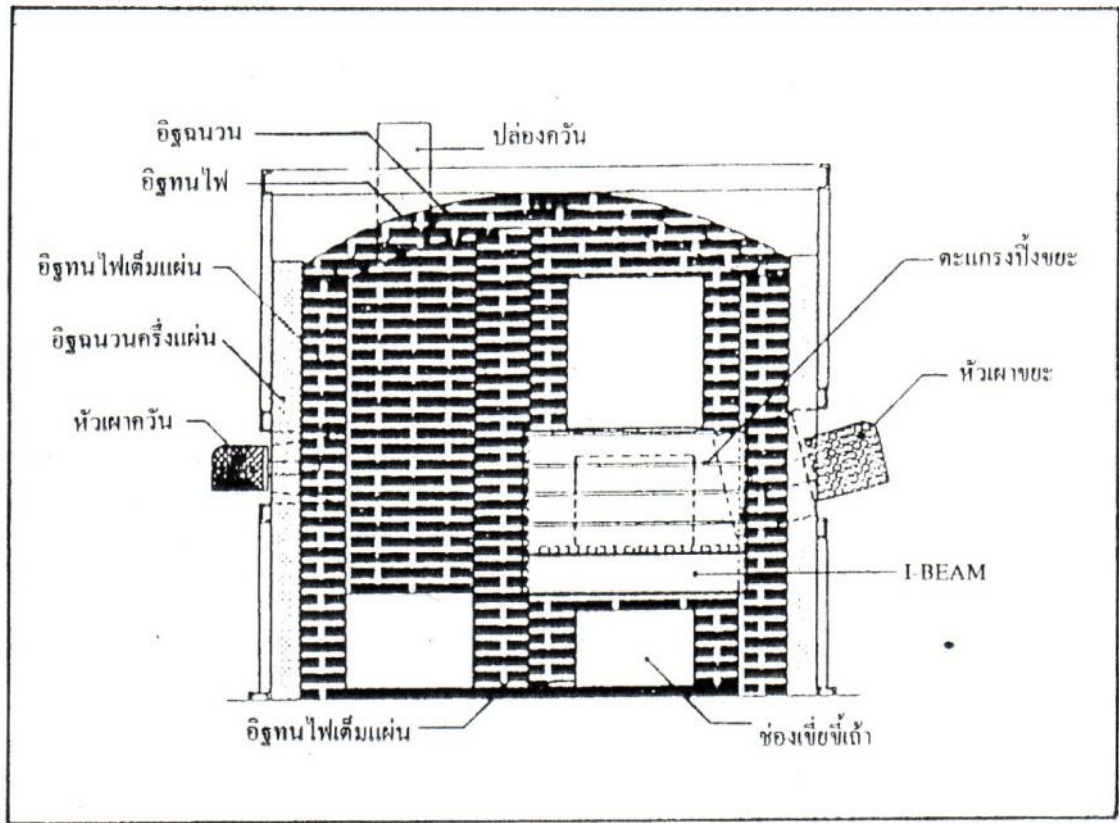 อิฐฉนวน
ปล่องควัน
อิฐทนไฟ
อิฐทนไฟเต็มแผ่น
ตะแกรงปิ้งขยะ
อิฐฉนวนครึ่งแผ่น
หัวเผาขยะ
หัวเผาควัน
I-BEAM
อิฐทนไฟเต็มแผ่น
ช่องเขี่ยขี้เถ้า